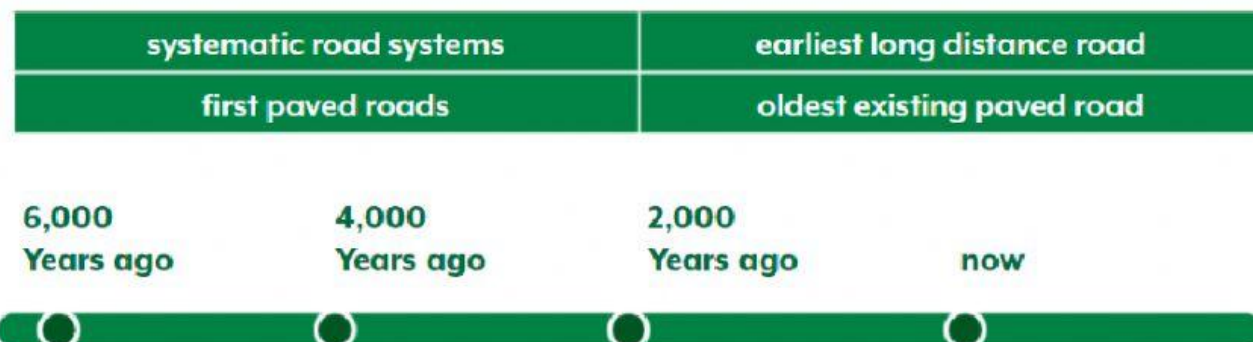 systematic road systems
earliest long distance road
first paved roads
oldest existing paved road
6,000
Years ago
4,000
Years ago
2,000
Years ago
now